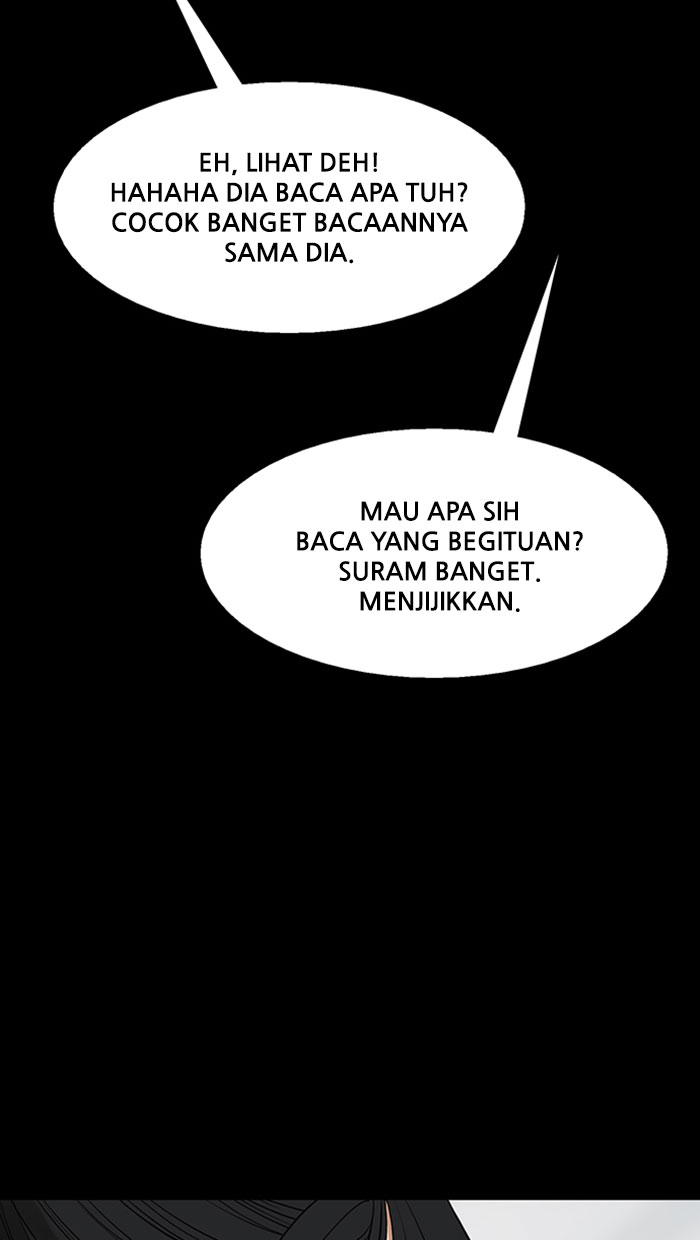 EH, LIHAT DEH!
HAHAHA DIA BACA APA TUH?
COCOK BANGET BACAANNYA
SAMA DIA.
MAU APA SIH
BACA YANG BEGITUAN?
SURAM BANGET.
MENJIJIKKAN.